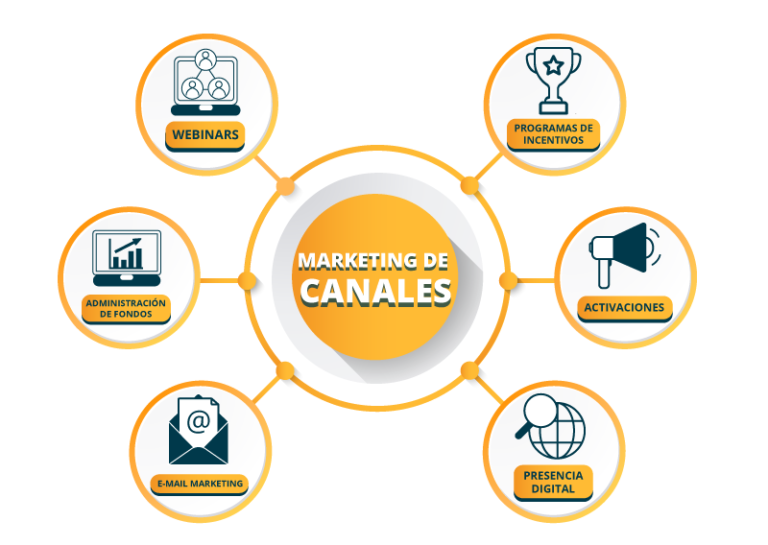 WEBINARS
PROGRAMAS DE
INCENTIVOS
ADMINISTRACIÓN
DE FONDOS
MARKETING DE
CANALES
ACTIVACIONES
@
E-MAIL MARKETING
PRESENCIA
DIGITAL